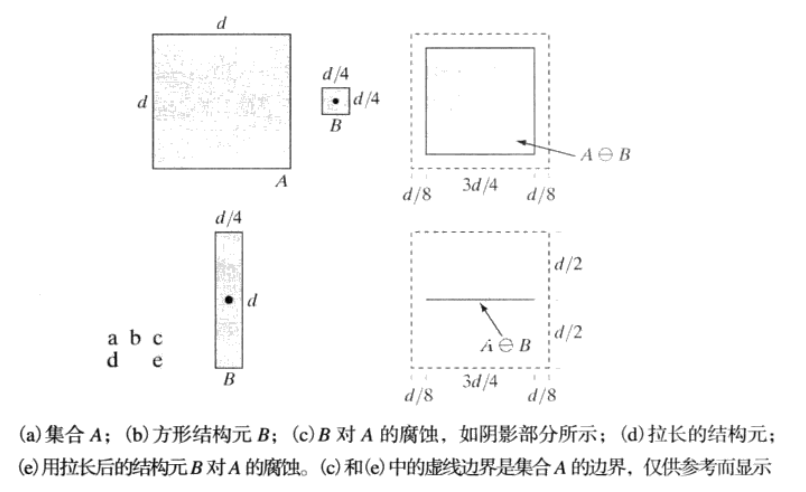 d
d
A
d/4
d/4
B
A ⊖ B
d/8
3d/4
d/8
d/4
d
B
d/2
d/2
A ⊖ B
d/8
3d/4
d/8
a b c
d e
(a)集合 A；(b)方形结构元 B；(c)B 对 A 的腐蚀，如阴影部分所示；(d)拉长的结构元；
(e)用拉长后的结构元 B 对 A 的腐蚀。(c)和(e)中的虚线边界是集合 A 的边界，仅供参考而显示